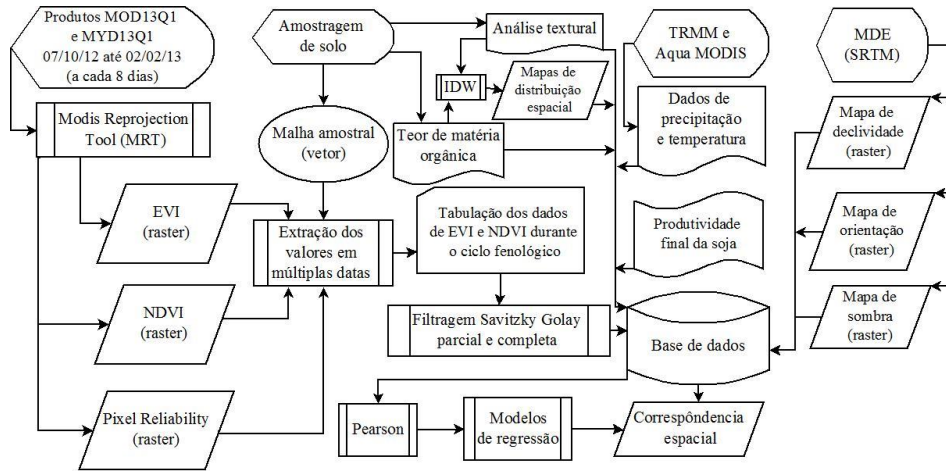 Produtos MOD13Q1
e MYD13Q1
07/10/12 até 02/02/13
(a cada 8 dias)
Amostragem
de solo
Análise textural
TRMM e
Aqua MODIS
MDE
(SRTM)
IDW
Mapas de
distribuição
espacial
Modis Reprojection
Tool (MRT)
Malha amostral
(vetor)
Teor de matéria
orgânica
Dados de
precipitação
e temperatura
Mapa de
declividade
(raster)
EVI
(raster)
Extração dos
valores em
múltiplas datas
Tabulação dos dados
de EVI e NDVI durante
o ciclo fenológico
Produtividade
final da soja
Mapa de
orientação
(raster)
NDVI
(raster)
Filtragem Savitzky Golay
parcial e completa
Base de dados
Mapa de
sombra
(raster)
Pixel Reliability
(raster)
Pearson
Modelos
de regressão
Correspôndencia
espacial